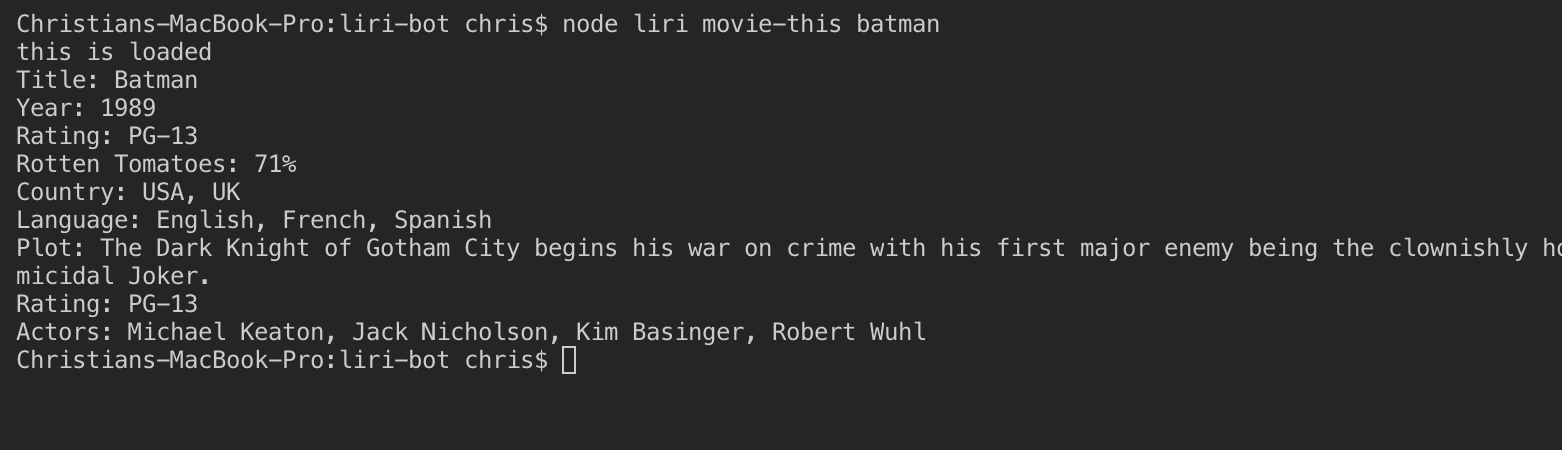 Christians-MacBook-Pro:liri-bot chris$ node liri movie-this batman
this is loaded
Title: Batman
Year: 1989
Rating: PG-13
Rotten Tomatoes: 71%
Country: USA, UK
Language: English, French, Spanish
Plot: The Dark Knight of Gotham City begins his war on crime with his first major enemy being the clownishly ho
micidal Joker.
Rating: PG-13
Actors: Michael Keaton, Jack Nicholson, Kim Basinger, Robert Wuhl
Christians-MacBook-Pro:liri-bot chris$